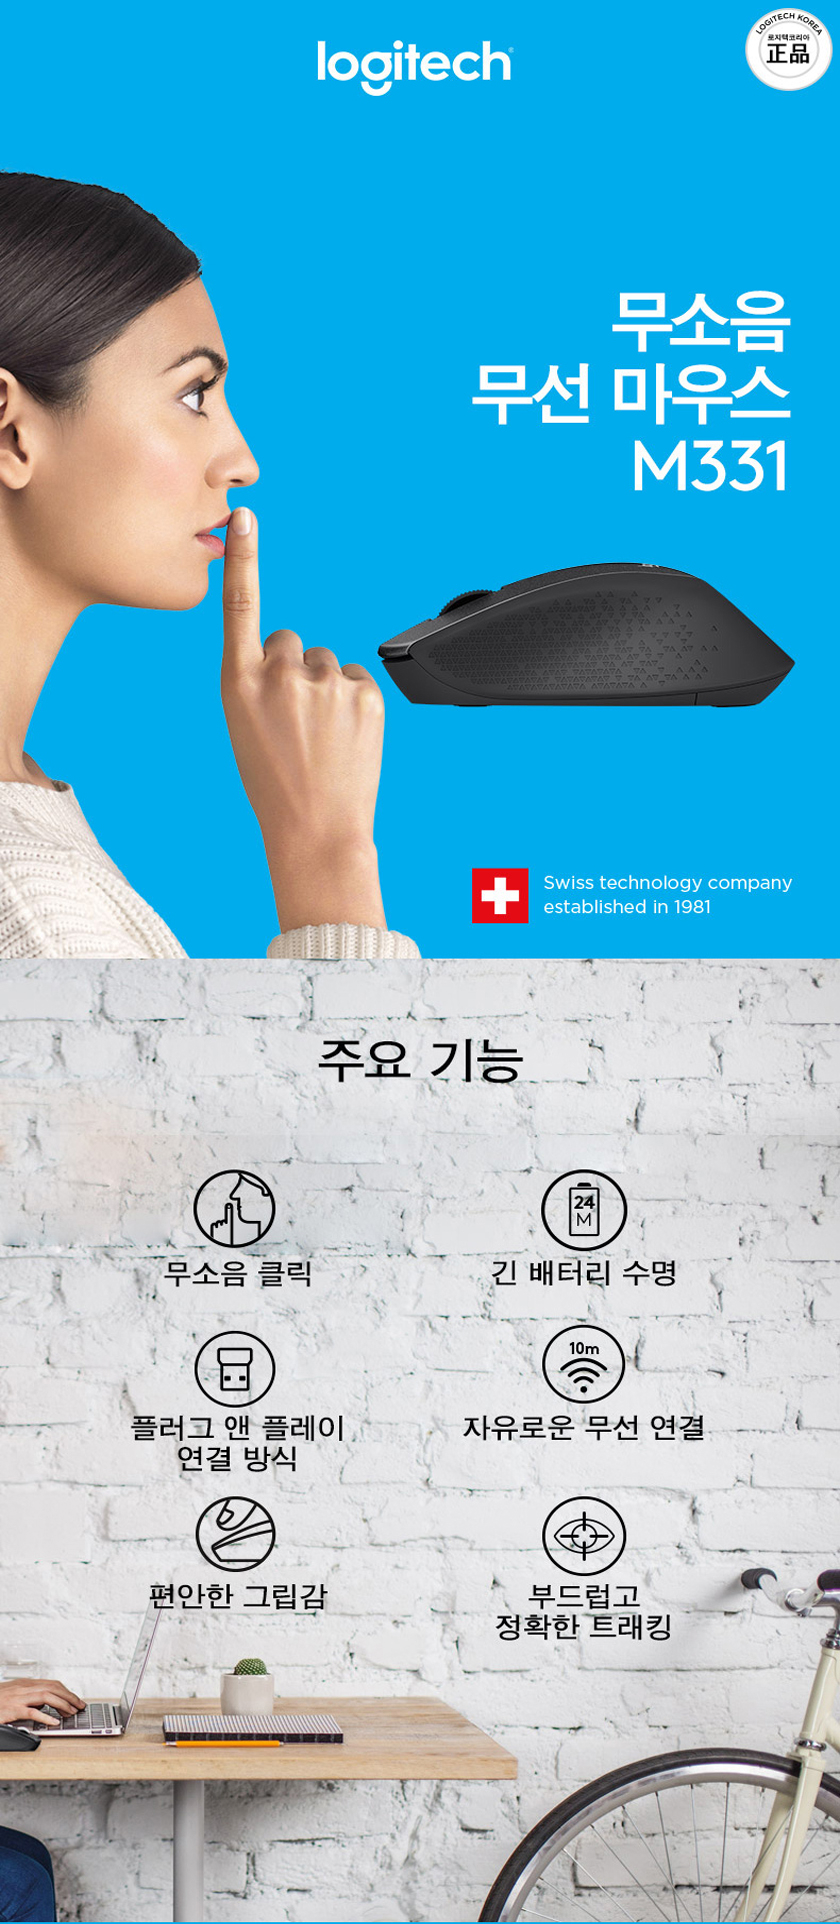 logitech
LOGITECH KOREA
로지텍코리아
正品
무소음
무선 마우스
M331
Swiss technology company
established in 1981
주요 기능
24
M
무소음 클릭
긴 배터리 수명
10m
플러그 앤 플레이
연결 방식
자유로운 무선 연결
편안한 그립감
부드럽고
정확한 트래킹